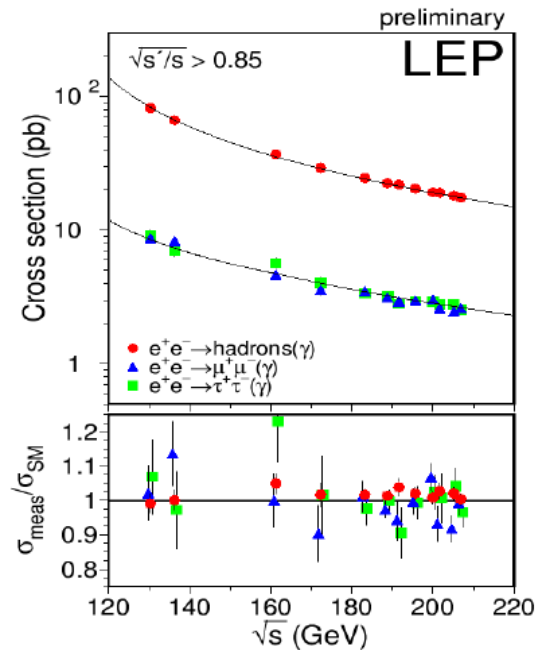 preliminary
√s´/s > 0.85
LEP
Cross section (pb)
10²
10
1
e⁺e⁻→hadrons(γ)
e⁺e⁻→μ⁺μ⁻(γ)
e⁺e⁻→τ⁺τ⁻(γ)
σmeas/σSM
1.2
1.1
1
0.9
0.8
120 140 160 180 200 220
√s (GeV)